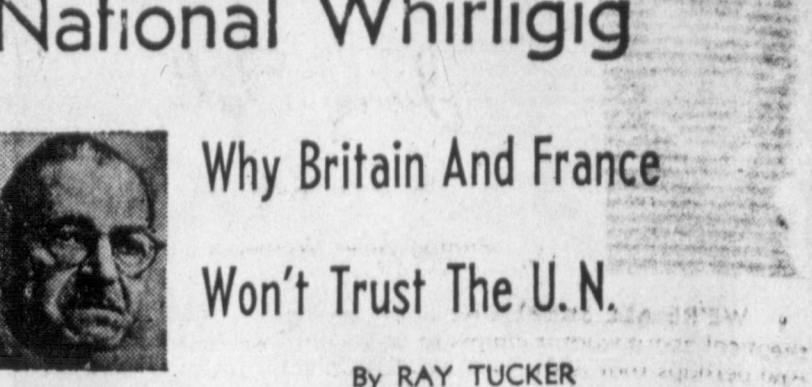 National Whirligig
Why Britain And France
Won't Trust The U. N.
By RAY TUCKER